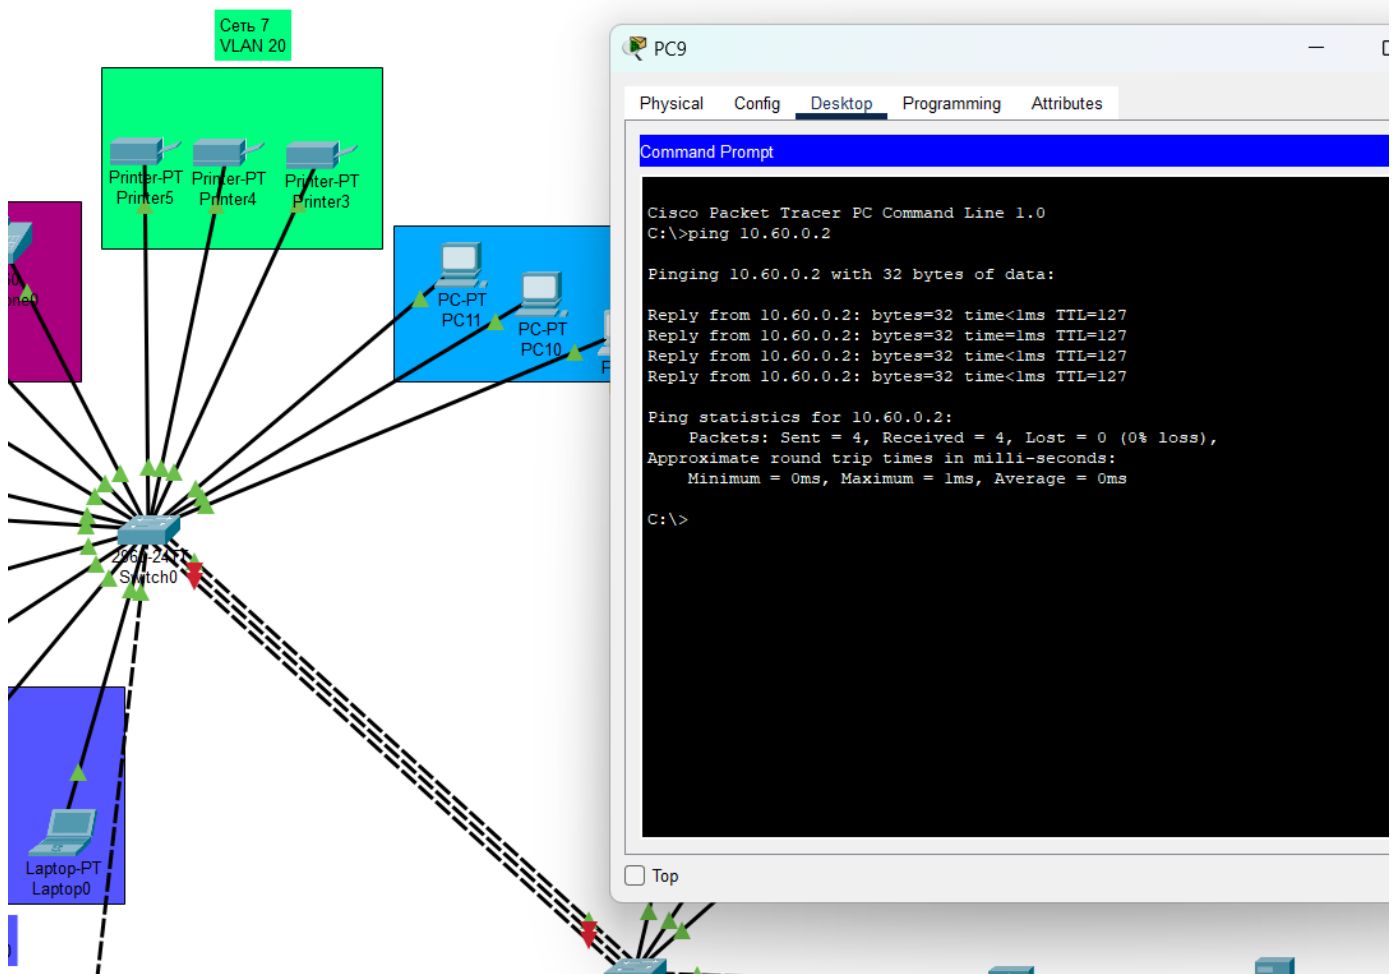 Сеть 7
VLAN 20
Printer-PT
Printer5
Printer-PT
Printer4
Printer-PT
Printer3
PC-PT
PC11
PC-PT
PC10
Switch0
Laptop-PT
Laptop0
PC9
Physical
Config
Desktop
Programming
Attributes
Command Prompt
Cisco Packet Tracer PC Command Line 1.0
C:\>ping 10.60.0.2
Pinging 10.60.0.2 with 32 bytes of data:
Reply from 10.60.0.2: bytes=32 time<1ms TTL=127
Reply from 10.60.0.2: bytes=32 time=1ms TTL=127
Reply from 10.60.0.2: bytes=32 time<1ms TTL=127
Reply from 10.60.0.2: bytes=32 time<1ms TTL=127
Ping statistics for 10.60.0.2:
Packets: Sent = 4, Received = 4, Lost = 0 (0% loss),
Approximate round trip times in milli-seconds:
Minimum = 0ms, Maximum = 1ms, Average = 0ms
C:\>
Top